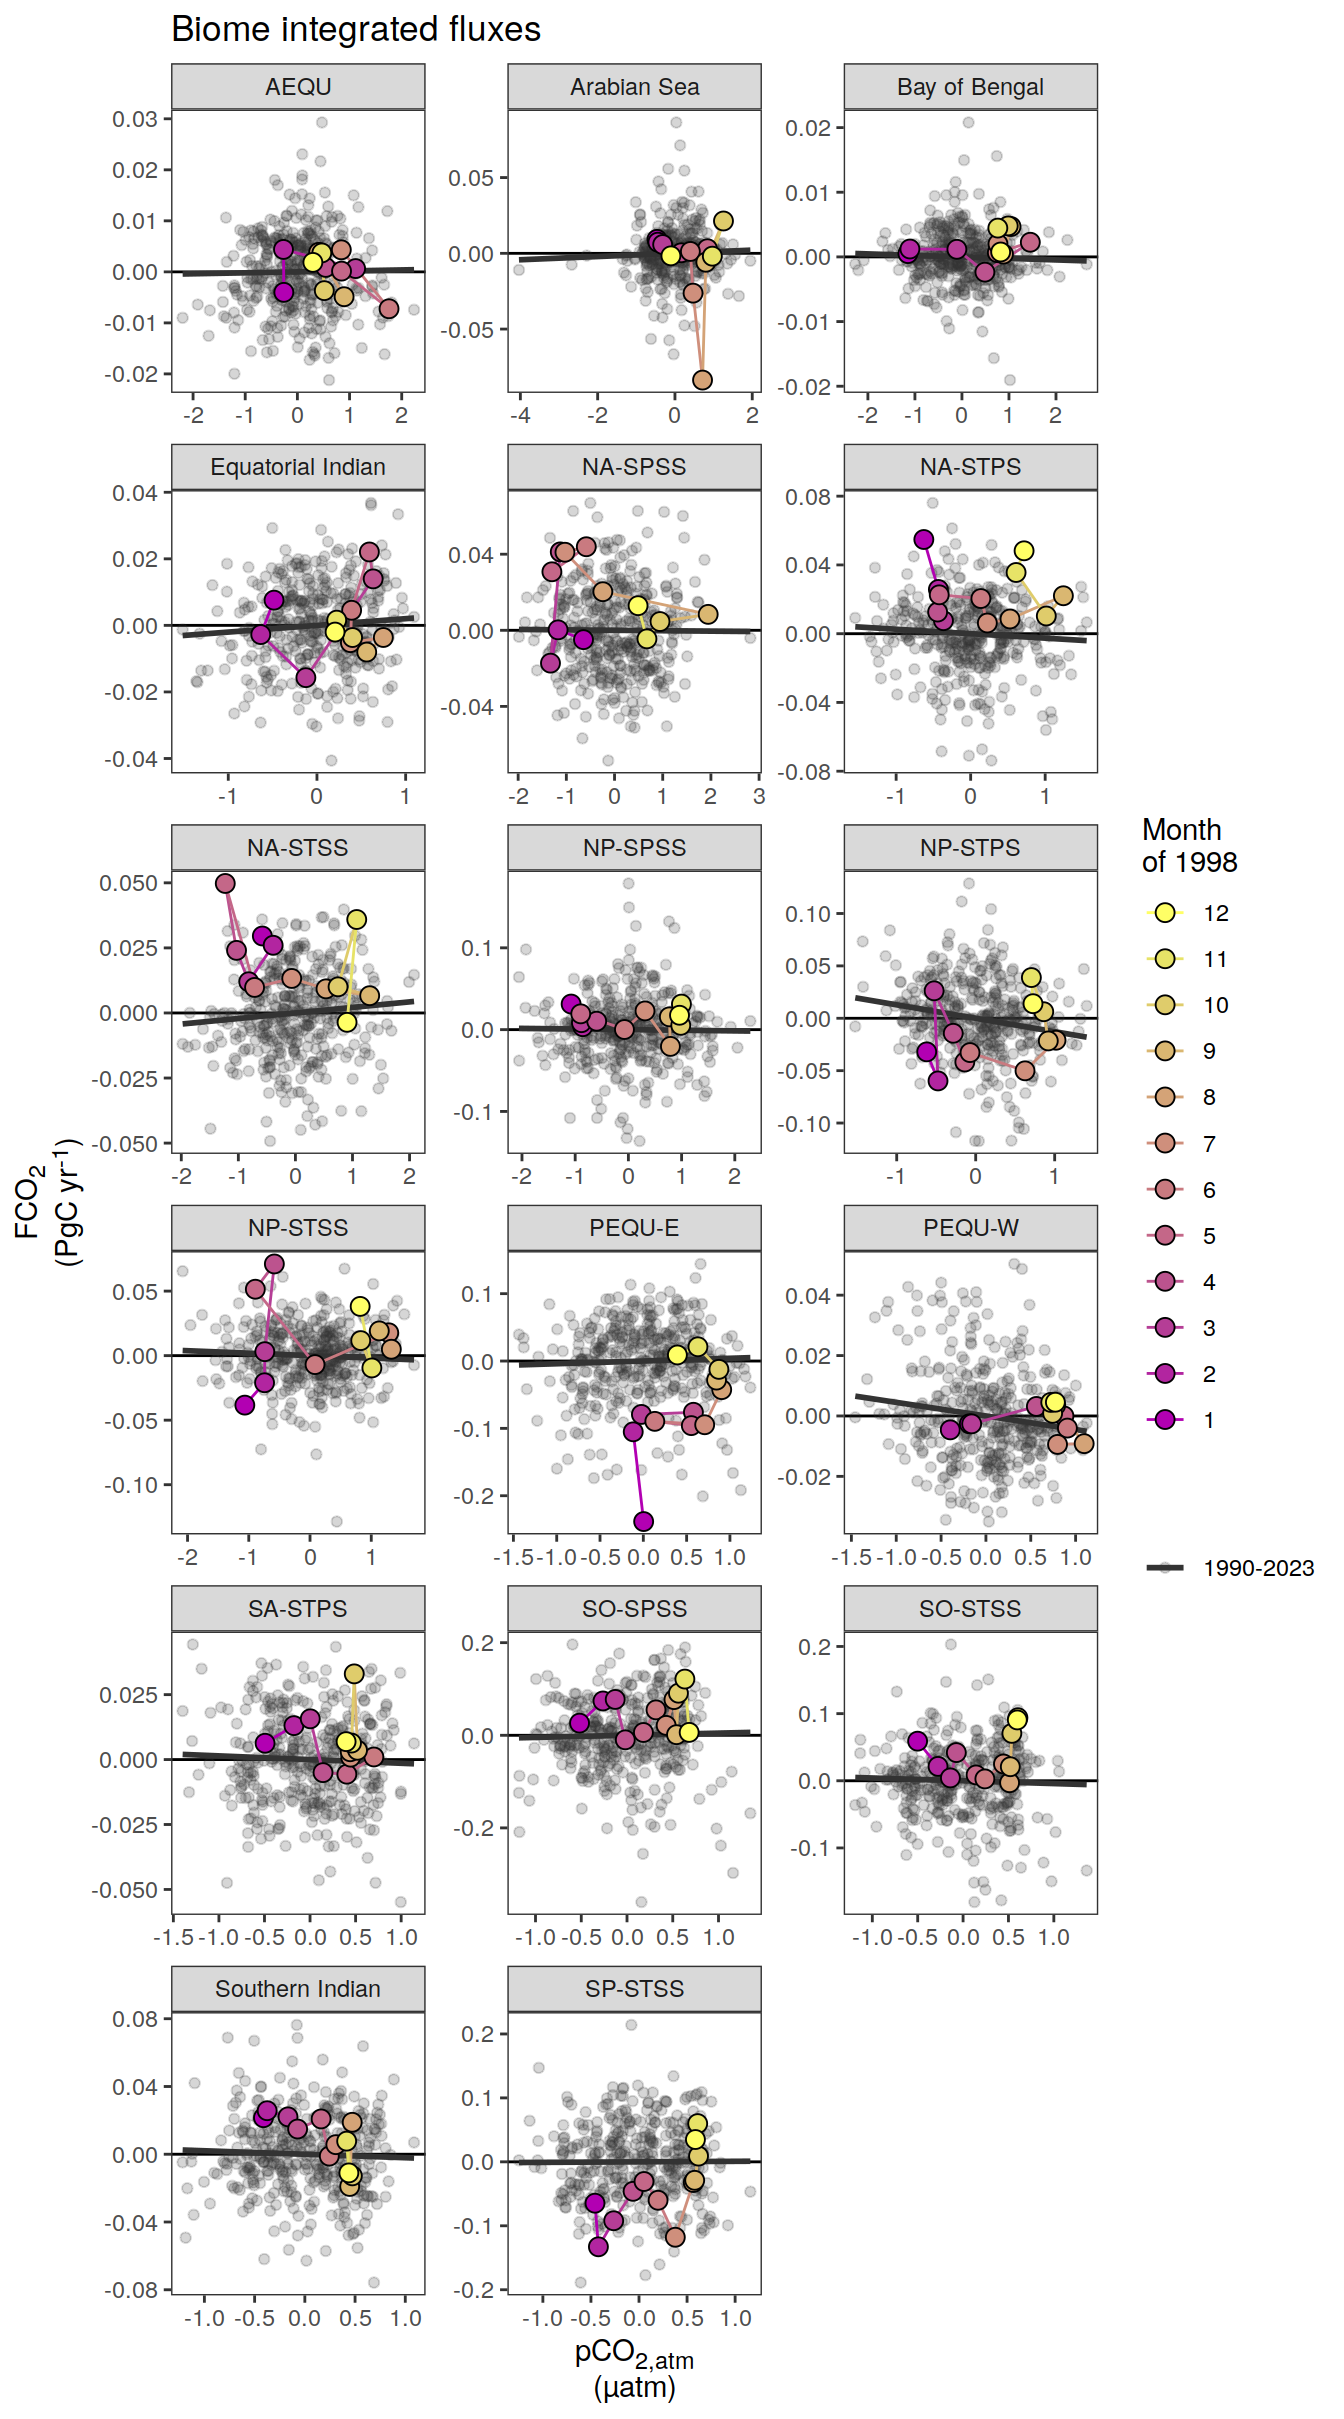 Biome integrated fluxes
AEQU
Arabian Sea
Bay of Bengal
0.03
0.02
0.01
0.00
-0.01
-0.02
0.05
0.00
-0.05
0.02
0.01
0.00
-0.01
-0.02
-2 -1 0 1 2
-4 -2 0 2
-2 -1 0 1 2
Equatorial Indian
NA-SPSS
NA-STPS
0.04
0.02
0.00
-0.02
-0.04
0.04
0.00
-0.04
0.08
0.04
0.00
-0.04
-0.08
-1 0 1
-2 -1 0 1 2 3
-1 0 1
NA-STSS
NP-SPSS
NP-STPS
0.050
0.025
0.000
-0.025
-0.050
0.1
0.0
-0.1
0.10
0.05
0.00
-0.05
-0.10
-2 -1 0 1 2
-2 -1 0 1 2
-1 0 1
NP-STSS
PEQU-E
PEQU-W
0.05
0.00
-0.05
-0.10
0.1
0.0
-0.1
-0.2
0.04
0.02
0.00
-0.02
-2 -1 0 1
-1.5 -1.0 -0.5 0.0 0.5 1.0
-1.5 -1.0 -0.5 0.0 0.5 1.0
SA-STPS
SO-SPSS
SO-STSS
0.025
0.000
-0.025
-0.050
0.2
0.0
-0.2
0.2
0.1
0.0
-0.1
-1.5 -1.0 -0.5 0.0 0.5 1.0
-1.0 -0.5 0.0 0.5 1.0
-1.0 -0.5 0.0 0.5 1.0
Southern Indian
SP-STSS
0.08
0.04
0.00
-0.04
-0.08
0.2
0.1
0.0
-0.1
-0.2
-1.0 -0.5 0.0 0.5 1.0
-1.0 -0.5 0.0 0.5 1.0
FCO₂
(PgC yr⁻¹)
pCO₂,atm
(µatm)
Month
of 1998
12
11
10
9
8
7
6
5
4
3
2
1
1990-2023